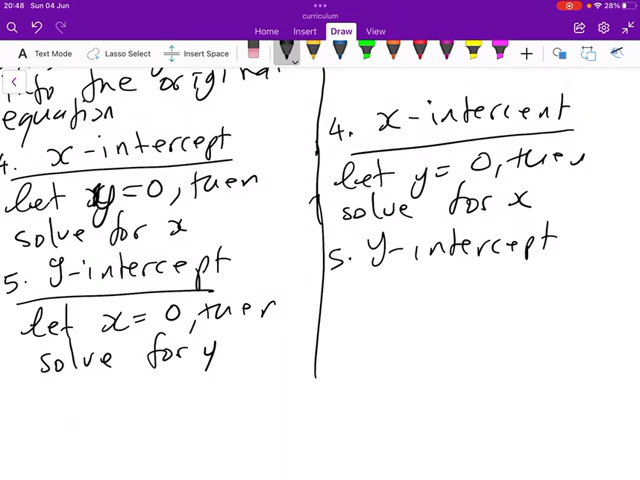 20:48 Sun 04 Jun
28%
curriculum
Home Insert Draw View
Text Mode Lasso Select Insert Space
into the original
equation
4. x-intercept
let y=0, then
solve for x
5. y-intercept
let x=0, then
solve for y
4. x-intercent
let y=0, then
solve for x
5. y-intercept